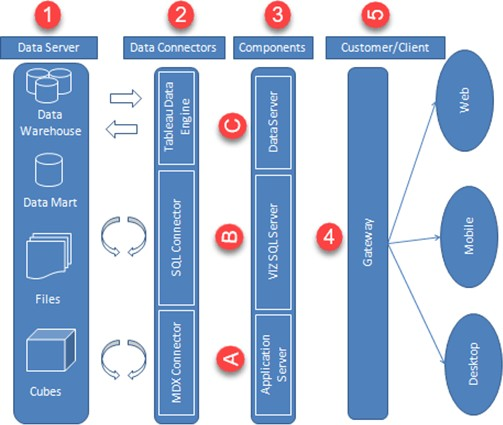 1
2
3
5
Data Server
Data Connectors
Components
Customer/Client
Data
Warehouse
Data Mart
Files
Cubes
Tableau Data
Engine
SQL Connector
MDX Connector
C
B
A
Data Server
VIZ SQL Server
Application
Server
4
Gateway
Web
Mobile
Desktop